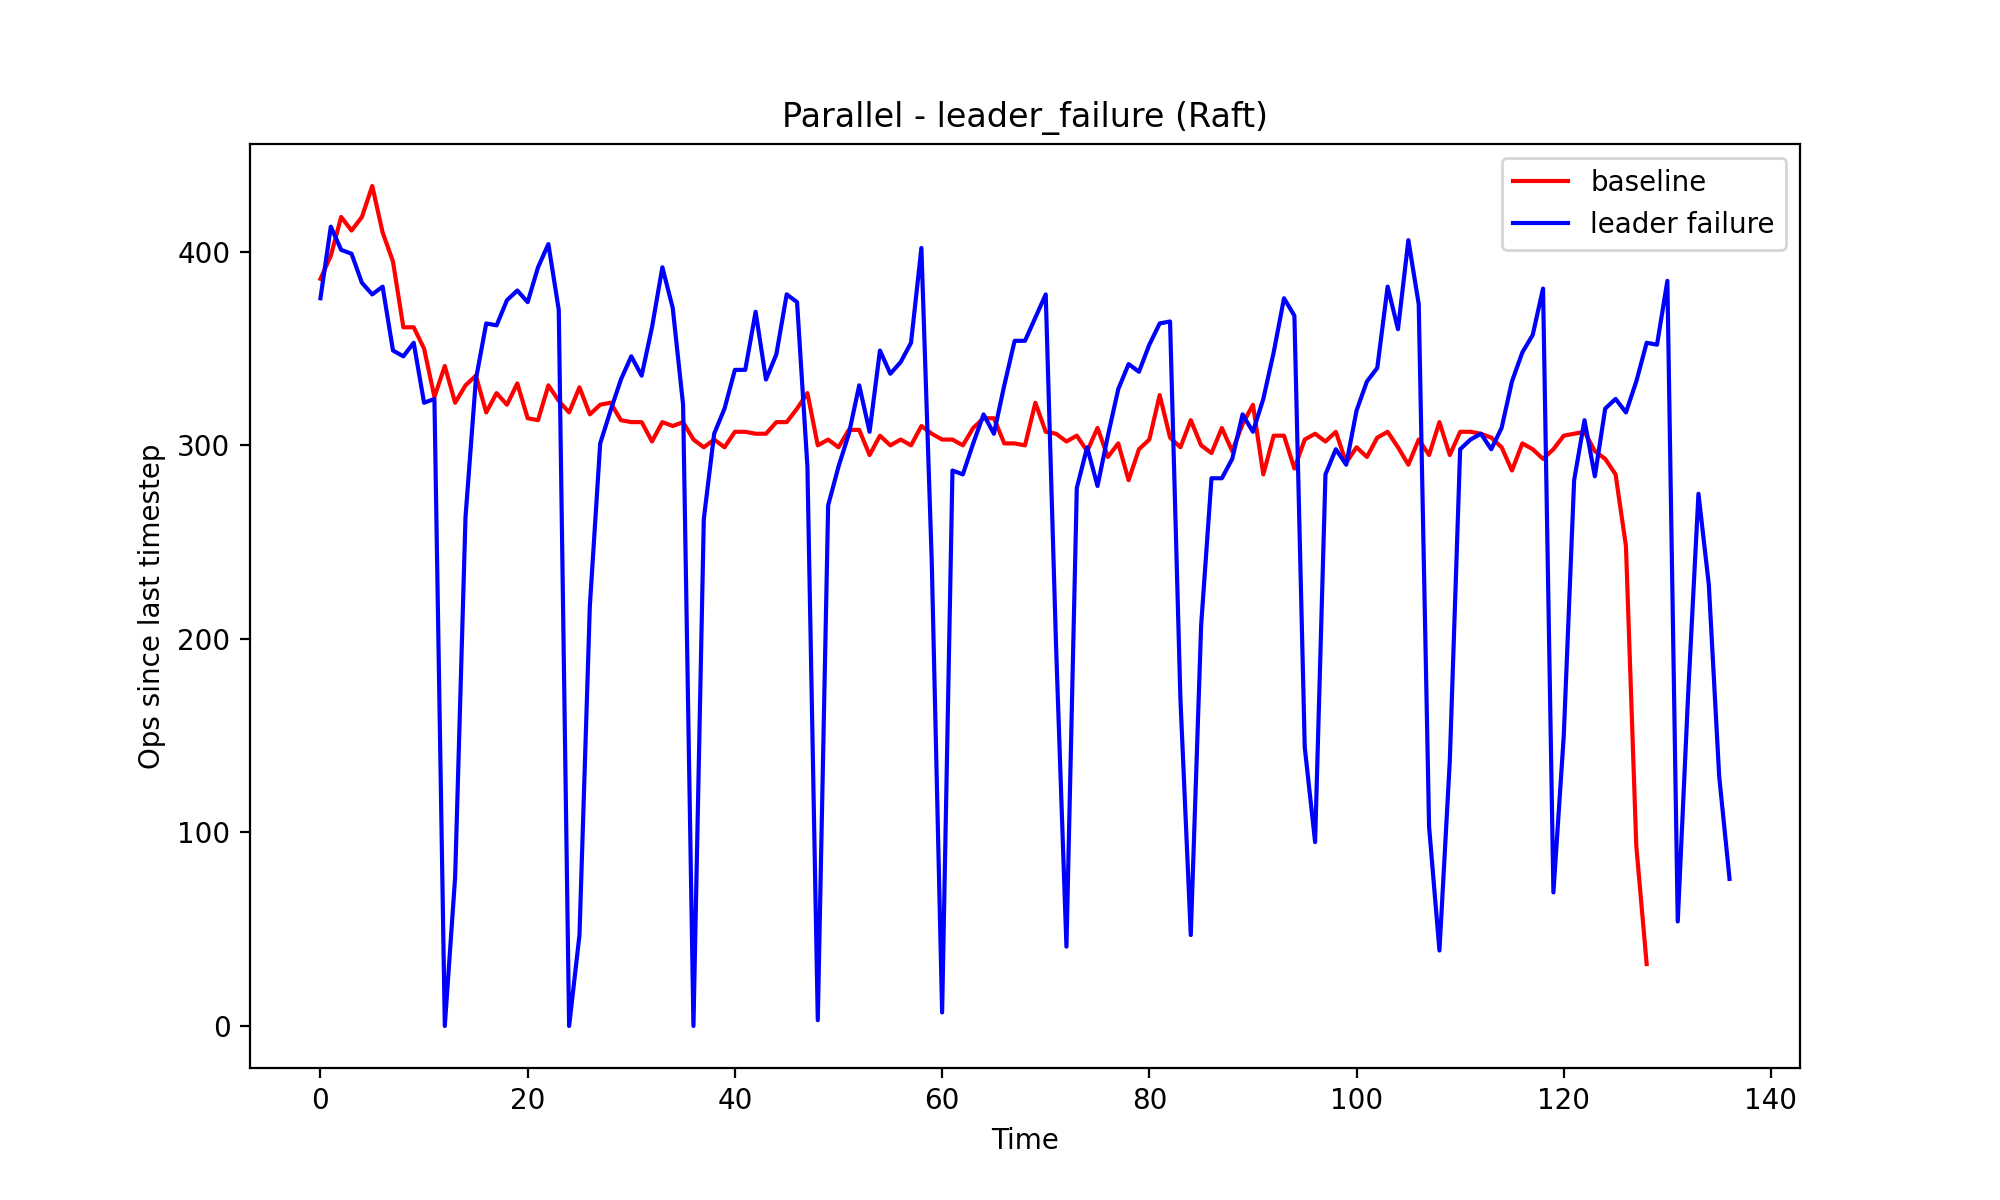 Parallel - leader_failure (Raft)
baseline
leader failure
Ops since last timestep
400
300
200
100
0
0 20 40 60 80 100 120 140
Time